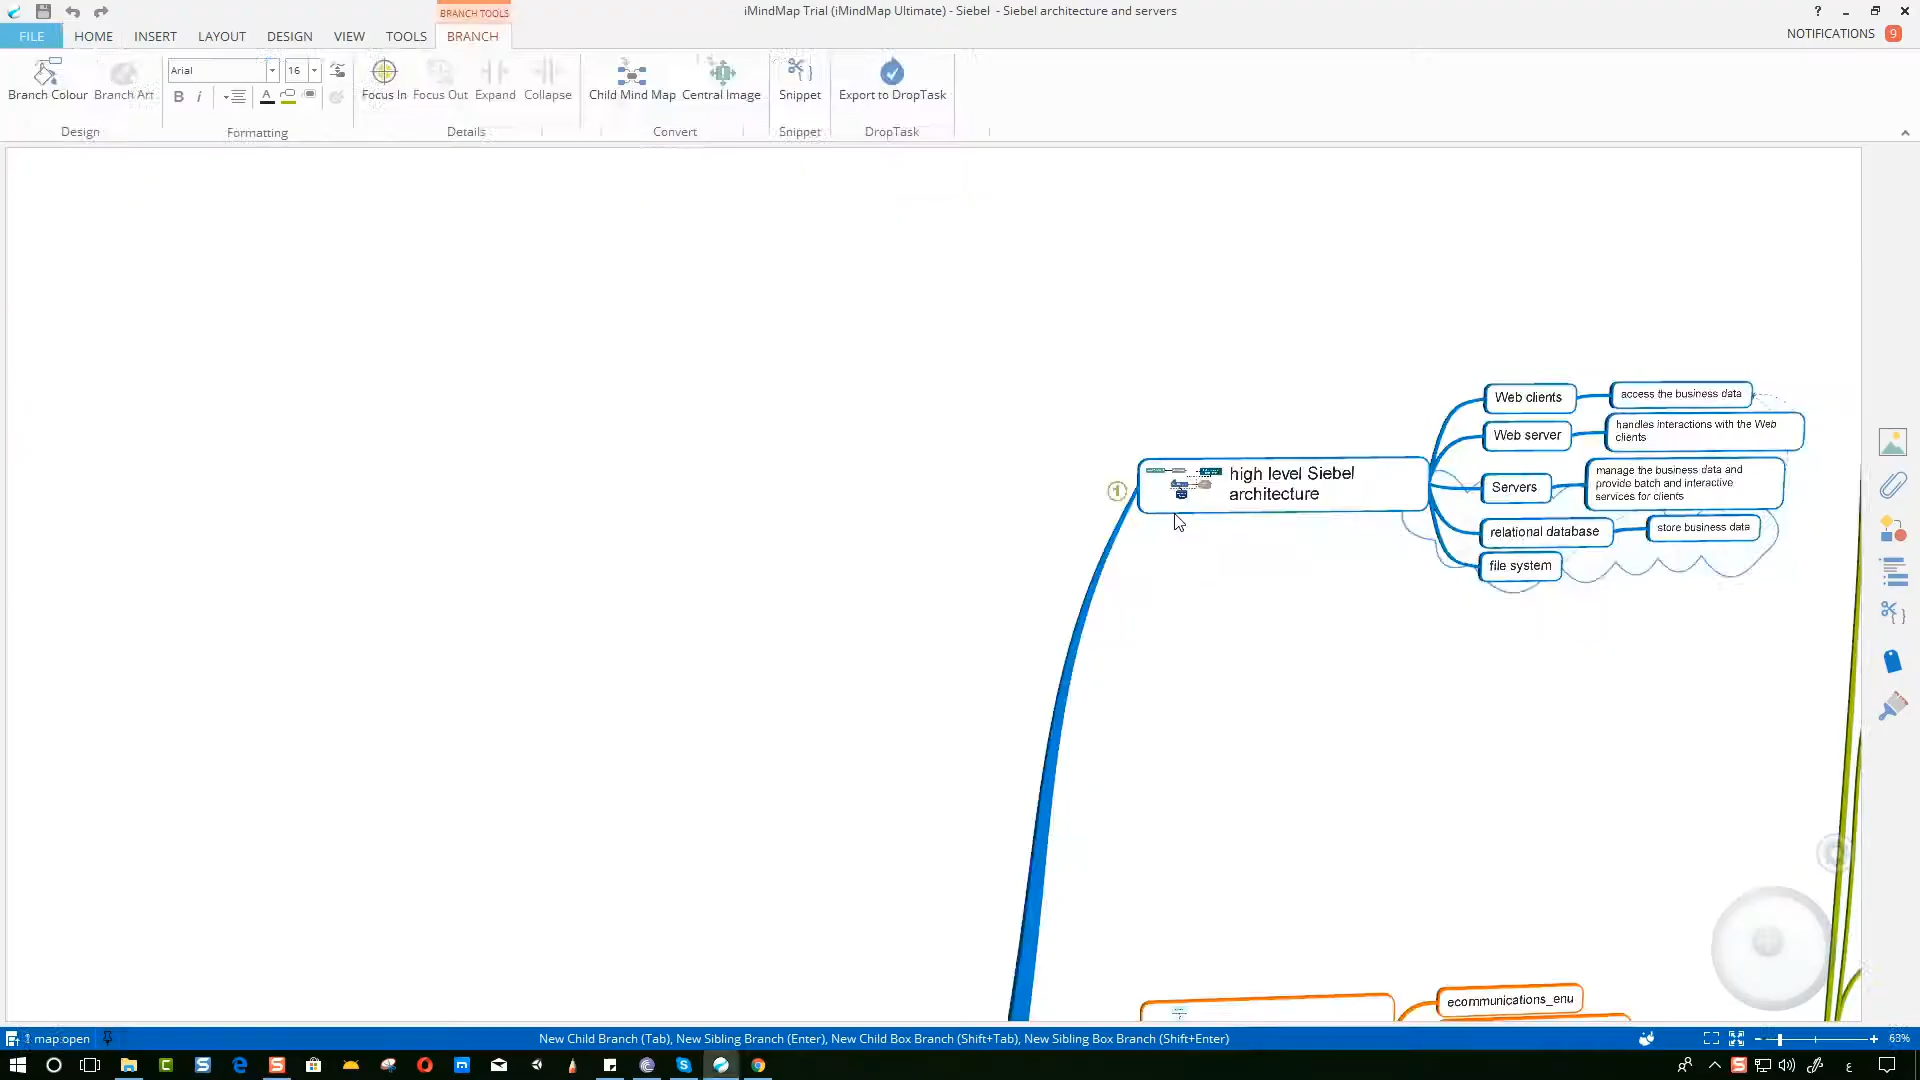 BRANCH TOOLS
iMindMap Trial (iMindMap Ultimate) - Siebel - Siebel architecture and servers
?
FILE HOME INSERT LAYOUT DESIGN VIEW TOOLS BRANCH
NOTIFICATIONS 9
Arial 16
B i A
Branch Colour Branch Art Focus In Focus Out Expand Collapse Child Mind Map Central Image Snippet Export to DropTask
Design Formatting Details Convert Snippet DropTask
1
high level Siebel
architecture
Web clients
access the business data
Web server
handles interactions with the Web
clients
Servers
manage the business data and
provide batch and interactive
services for clients
relational database
store business data
file system
ecommunications_enu
1 map open
New Child Branch (Tab), New Sibling Branch (Enter), New Child Box Branch (Shift+Tab), New Sibling Box Branch (Shift+Enter)
68%
ع